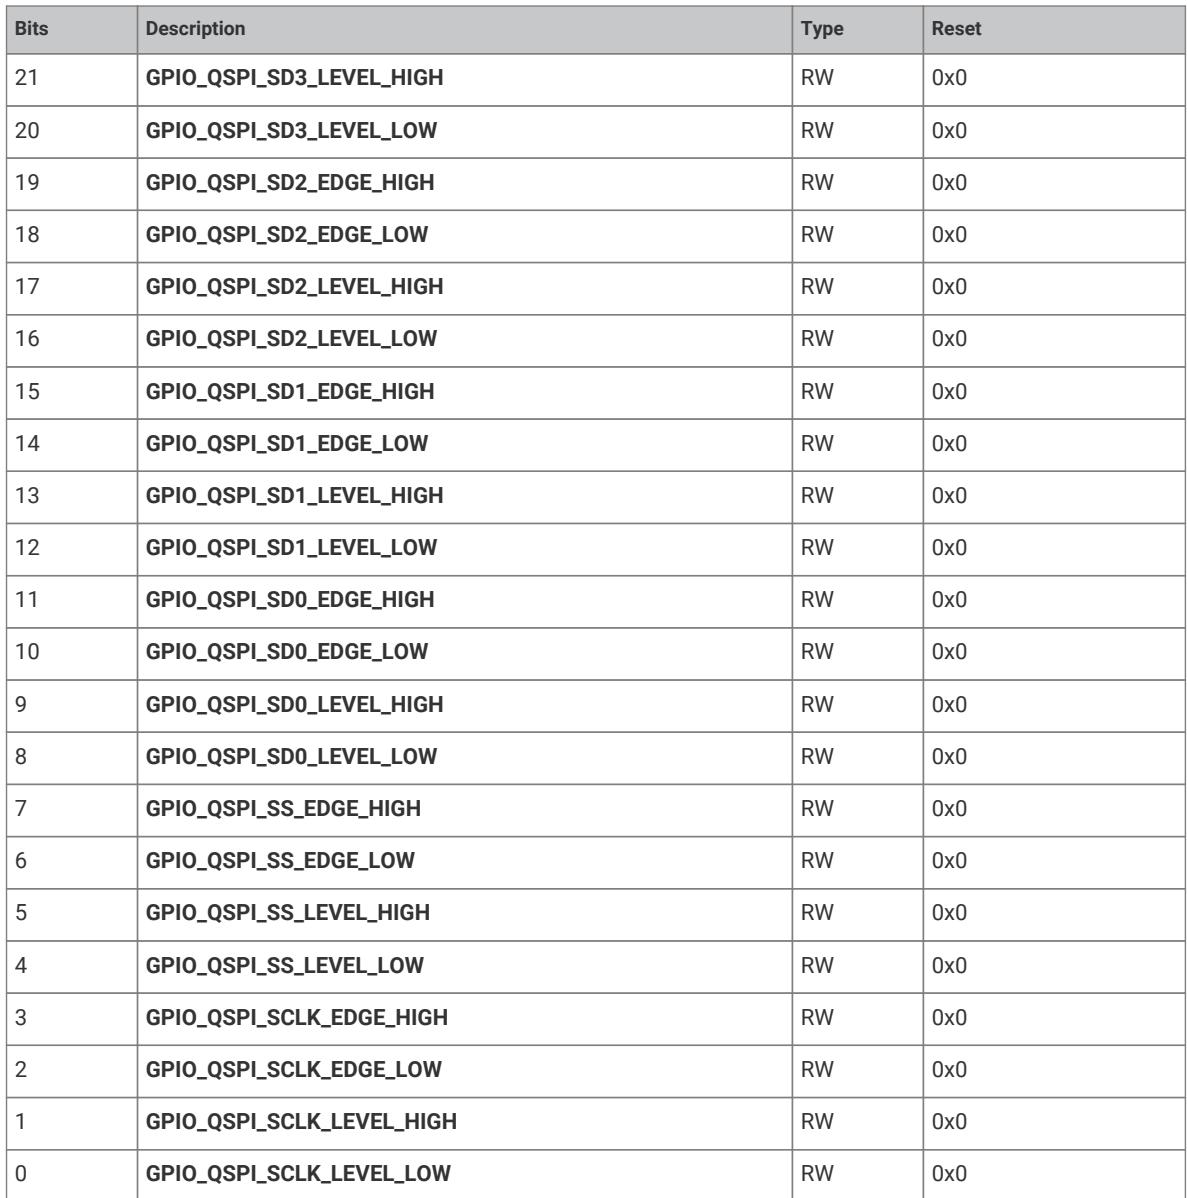 Bits Description Type Reset
21 GPIO_QSPI_SD3_LEVEL_HIGH RW 0x0
20 GPIO_QSPI_SD3_LEVEL_LOW RW 0x0
19 GPIO_QSPI_SD2_EDGE_HIGH RW 0x0
18 GPIO_QSPI_SD2_EDGE_LOW RW 0x0
17 GPIO_QSPI_SD2_LEVEL_HIGH RW 0x0
16 GPIO_QSPI_SD2_LEVEL_LOW RW 0x0
15 GPIO_QSPI_SD1_EDGE_HIGH RW 0x0
14 GPIO_QSPI_SD1_EDGE_LOW RW 0x0
13 GPIO_QSPI_SD1_LEVEL_HIGH RW 0x0
12 GPIO_QSPI_SD1_LEVEL_LOW RW 0x0
11 GPIO_QSPI_SD0_EDGE_HIGH RW 0x0
10 GPIO_QSPI_SD0_EDGE_LOW RW 0x0
9 GPIO_QSPI_SD0_LEVEL_HIGH RW 0x0
8 GPIO_QSPI_SD0_LEVEL_LOW RW 0x0
7 GPIO_QSPI_SS_EDGE_HIGH RW 0x0
6 GPIO_QSPI_SS_EDGE_LOW RW 0x0
5 GPIO_QSPI_SS_LEVEL_HIGH RW 0x0
4 GPIO_QSPI_SS_LEVEL_LOW RW 0x0
3 GPIO_QSPI_SCLK_EDGE_HIGH RW 0x0
2 GPIO_QSPI_SCLK_EDGE_LOW RW 0x0
1 GPIO_QSPI_SCLK_LEVEL_HIGH RW 0x0
0 GPIO_QSPI_SCLK_LEVEL_LOW RW 0x0